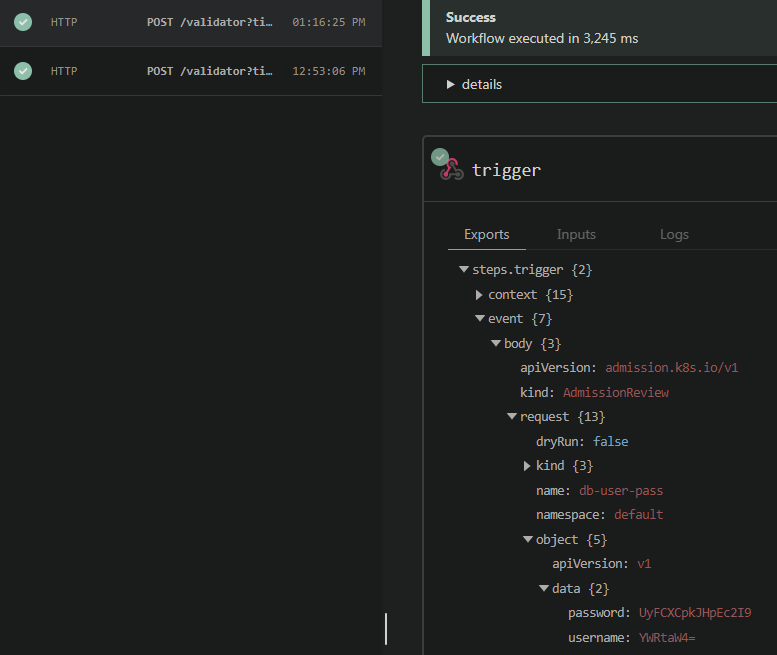 HTTP POST /validator?ti… 01:16:25 PM
HTTP POST /validator?ti… 12:53:06 PM
Success
Workflow executed in 3,245 ms
details
trigger
Exports Inputs Logs
steps.trigger {2}
context {15}
event {7}
body {3}
apiVersion: admission.k8s.io/v1
kind: AdmissionReview
request {13}
dryRun: false
kind {3}
name: db-user-pass
namespace: default
object {5}
apiVersion: v1
data {2}
password: UyFCXCpkJHpEc2I9
username: YWRtaW4=